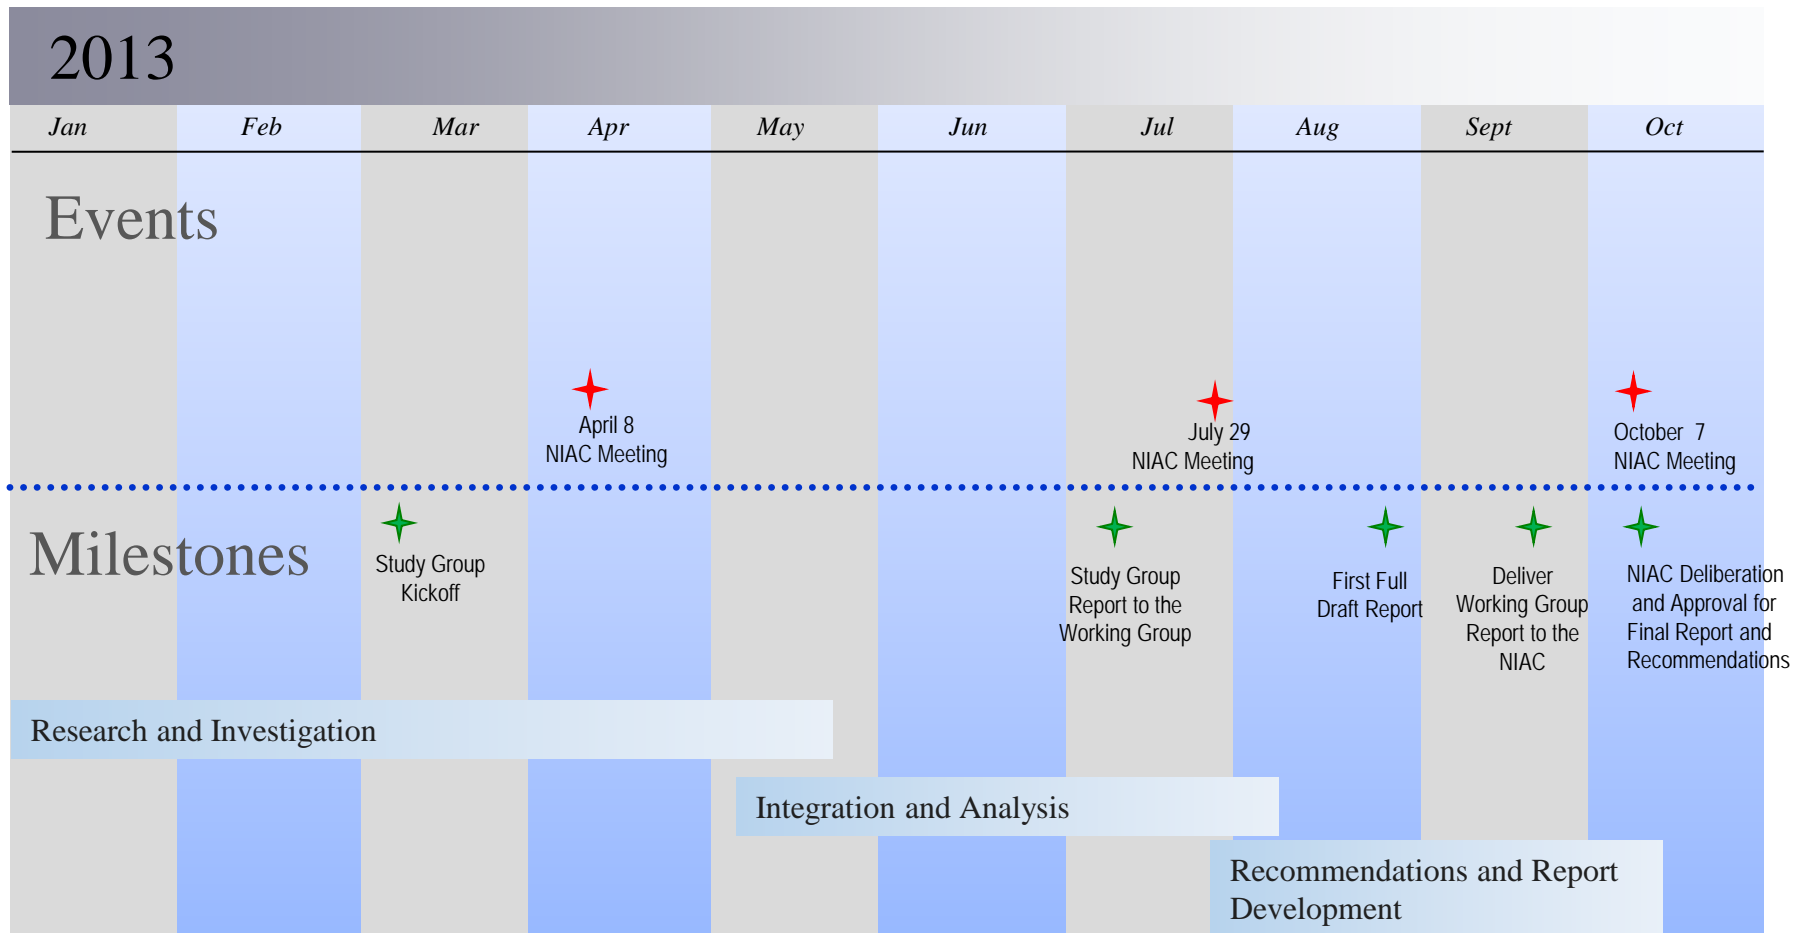 2013
Jan Feb Mar Apr May Jun Jul Aug Sept Oct
Events
April 8
NIAC Meeting
July 29
NIAC Meeting
October 7
NIAC Meeting
Milestones
Study Group
Kickoff
Study Group
Report to the
Working Group
First Full
Draft Report
Deliver
Working Group
Report to the
NIAC
NIAC Deliberation
and Approval for
Final Report and
Recommendations
Research and Investigation
Integration and Analysis
Recommendations and Report
Development